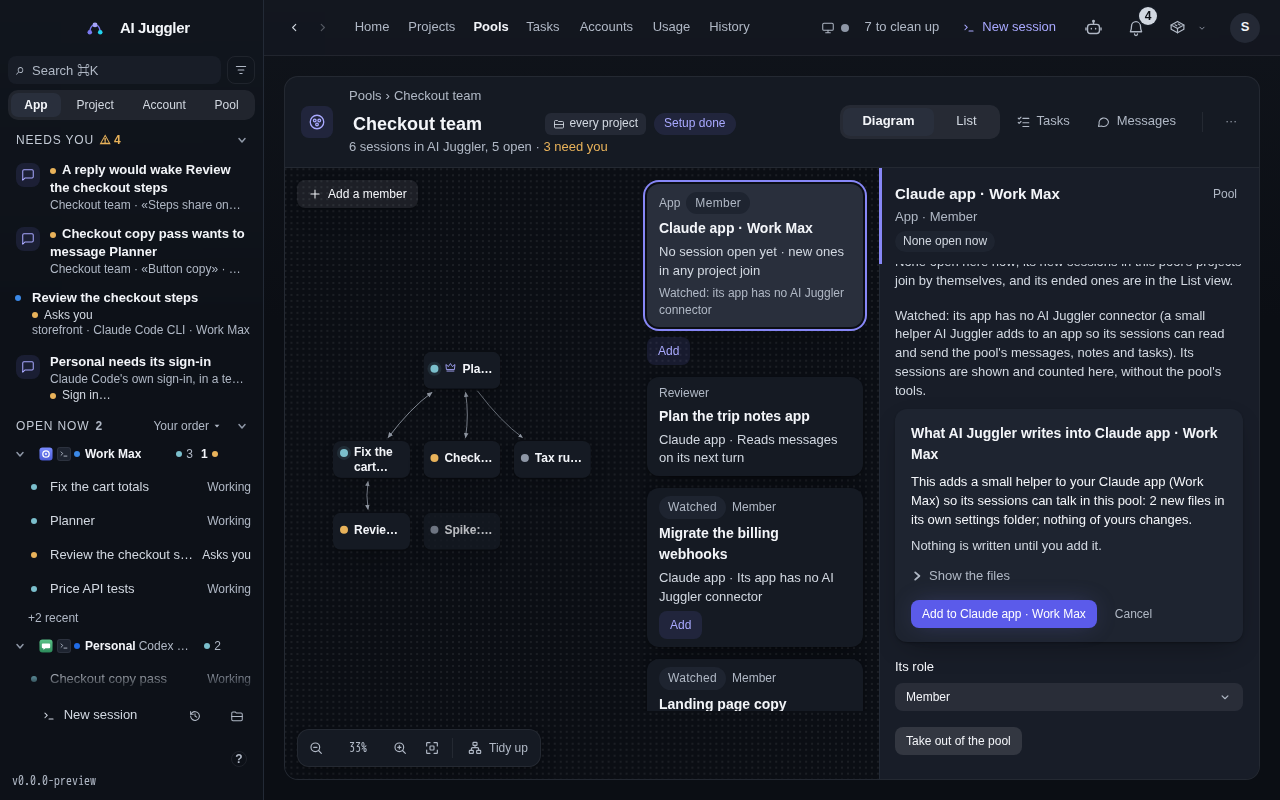 AI Juggler
Search ⌘K
App
Project
Account
Pool
NEEDS YOU
4
A reply would wake Review
the checkout steps
Checkout team · «Steps share on…
Checkout copy pass wants to
message Planner
Checkout team · «Button copy» · …
Review the checkout steps
Asks you
storefront · Claude Code CLI · Work Max
Personal needs its sign-in
Claude Code's own sign-in, in a te…
Sign in…
OPEN NOW 2
Your order
Work Max
3
1
Fix the cart totals
Working
Planner
Working
Review the checkout s…
Asks you
Price API tests
Working
+2 recent
Personal Codex …
2
Checkout copy pass
Working
New session
?
v0.0.0-preview
Home
Projects
Pools
Tasks
Accounts
Usage
History
7 to clean up
New session
4
S
Pools › Checkout team
Checkout team
every project
Setup done
6 sessions in AI Juggler, 5 open · 3 need you
Diagram
List
Tasks
Messages
Add a member
Pla…
Fix the
cart…
Check…
Tax ru…
Revie…
Spike:…
33%
Tidy up
App
Member
Claude app · Work Max
No session open yet · new ones
in any project join
Watched: its app has no AI Juggler
connector
Add
Reviewer
Plan the trip notes app
Claude app · Reads messages
on its next turn
Watched
Member
Migrate the billing
webhooks
Claude app · Its app has no AI
Juggler connector
Add
Watched
Member
Landing page copy
Claude app · Work Max
Pool
App · Member
None open now
None open here now; its new sessions in this pool's projects
join by themselves, and its ended ones are in the List view.
Watched: its app has no AI Juggler connector (a small
helper AI Juggler adds to an app so its sessions can read
and send the pool's messages, notes and tasks). Its
sessions are shown and counted here, without the pool's
tools.
What AI Juggler writes into Claude app · Work
Max
This adds a small helper to your Claude app (Work
Max) so its sessions can talk in this pool: 2 new files in
its own settings folder; nothing of yours changes.
Nothing is written until you add it.
Show the files
Add to Claude app · Work Max
Cancel
Its role
Member
Take out of the pool